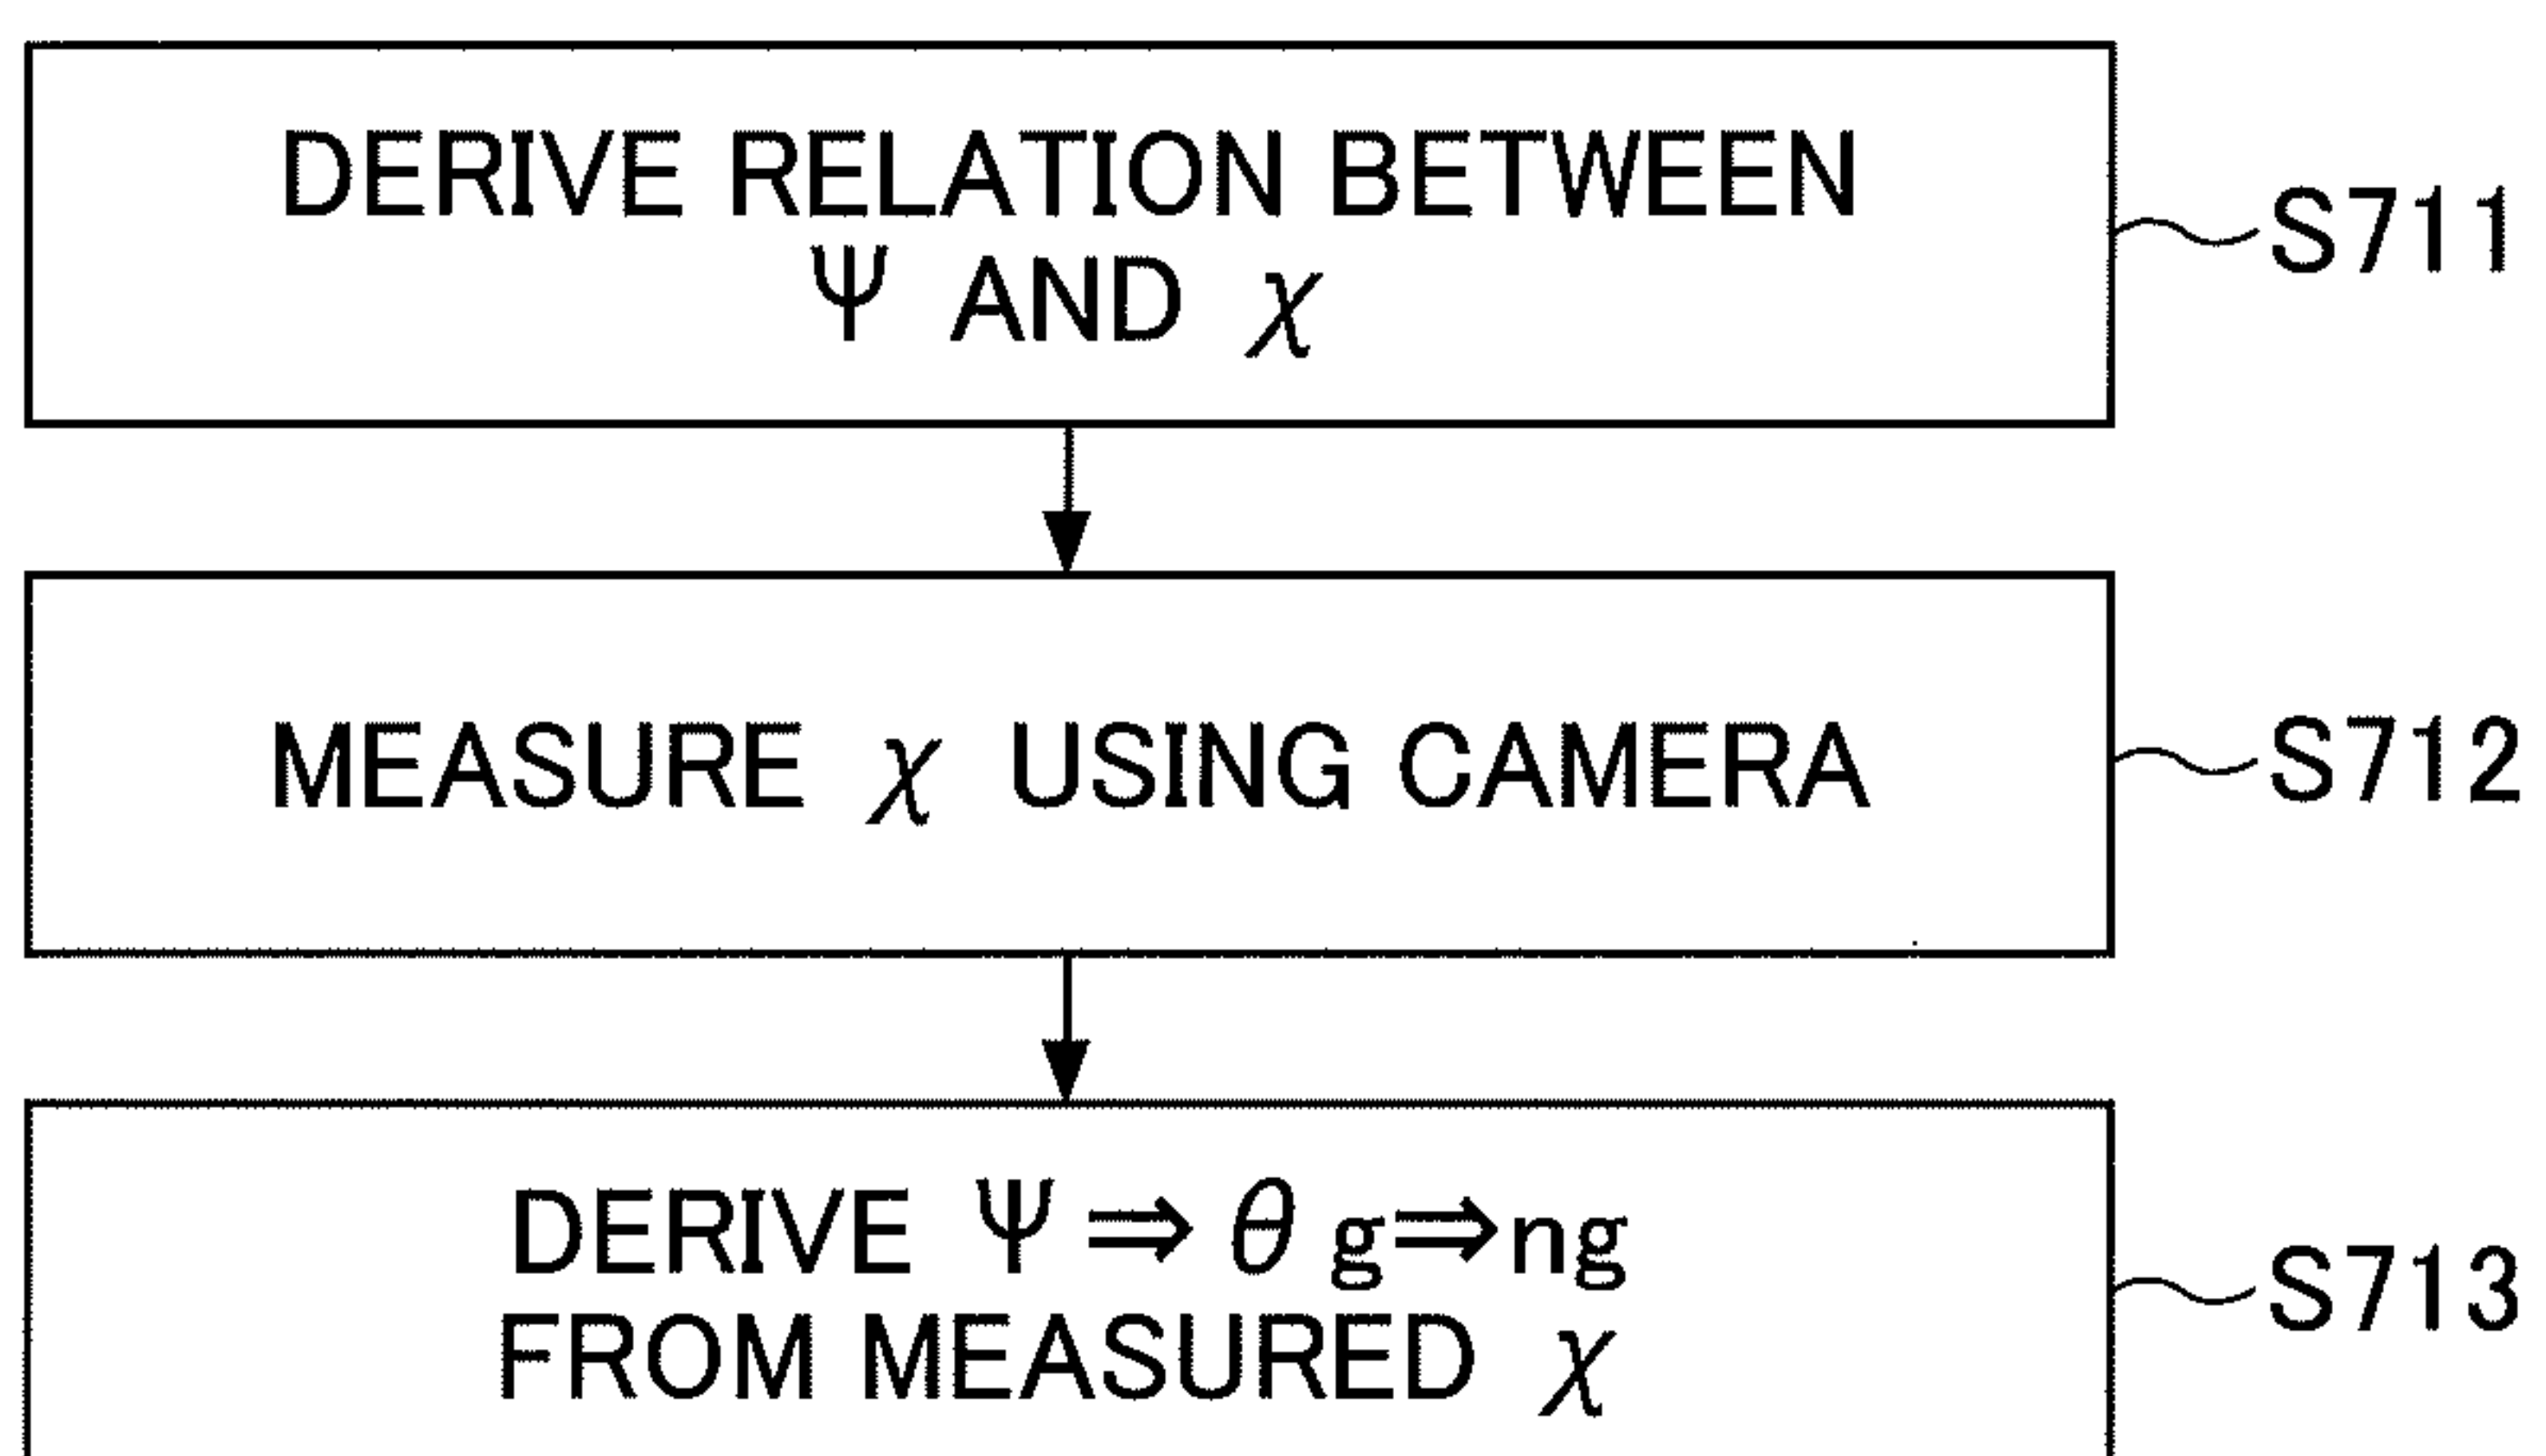 DERIVE RELATION BETWEEN
Ψ AND χ
S711
MEASURE χ USING CAMERA
S712
DERIVE Ψ⇒θg⇒ng
FROM MEASURED χ
S713